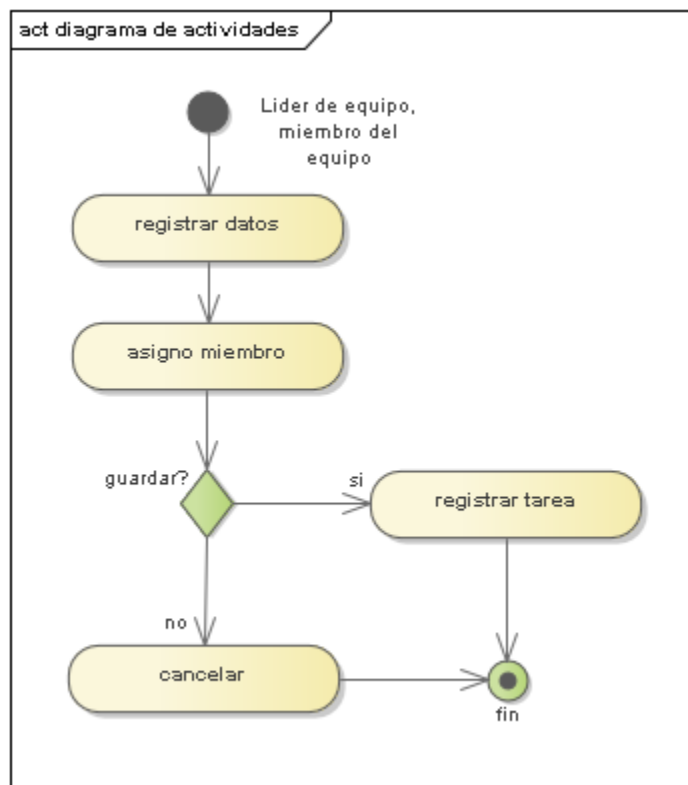 act diagrama de actividades
Lider de equipo,
miembro del
equipo
registrar datos
asigno miembro
guardar?
si
registrar tarea
no
cancelar
fin